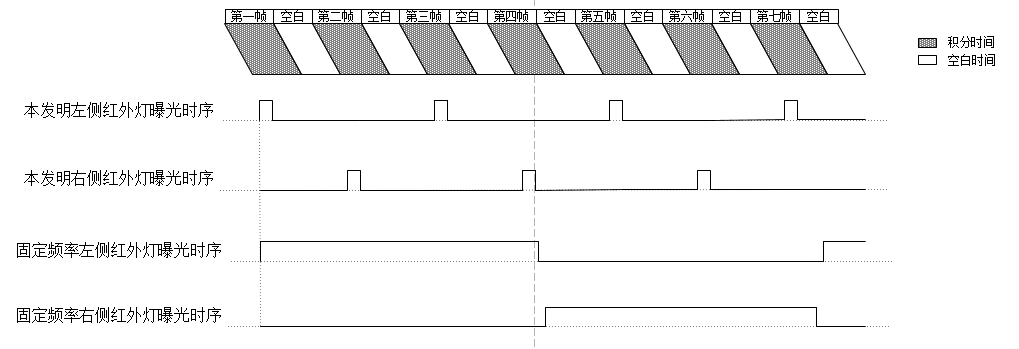 第一帧 空白 第二帧 空白 第三帧 空白 第四帧 空白 第五帧 空白 第六帧 空白 第七帧 空白
积分时间
空白时间
本发明左侧红外灯曝光时序
本发明右侧红外灯曝光时序
固定频率左侧红外灯曝光时序
固定频率右侧红外灯曝光时序